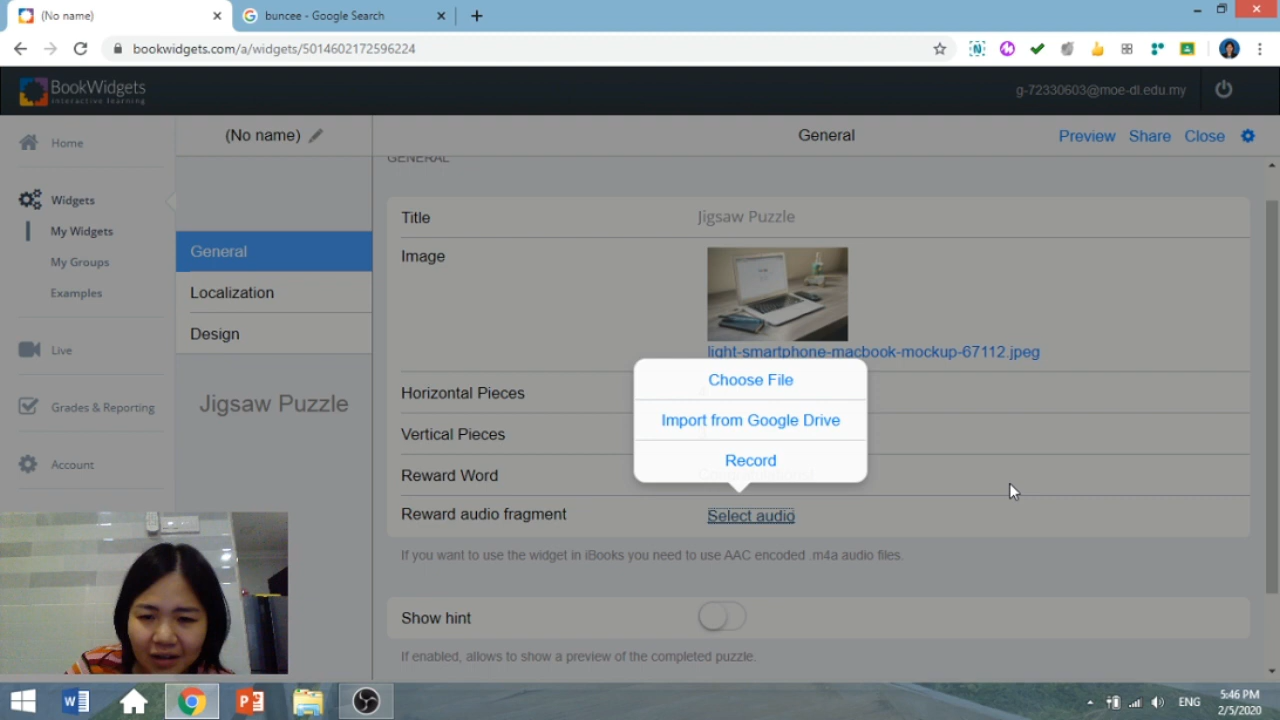 (No name)
buncee - Google Search
bookwidgets.com/a/widgets/5014602172596224
BookWidgets
interactive learning
g-72330603@moe-dl.edu.my
Home
(No name)
General
Preview Share Close
GENERAL
Widgets
My Widgets
My Groups
Examples
Live
Grades & Reporting
Account
General
Localization
Design
Jigsaw Puzzle
Title
Jigsaw Puzzle
Image
light-smartphone-macbook-mockup-67112.jpeg
Horizontal Pieces
Vertical Pieces
Reward Word
Reward audio fragment
Select audio
Choose File
Import from Google Drive
Record
If you want to use the widget in iBooks you need to use AAC encoded .m4a audio files.
Show hint
If enabled, allows to show a preview of the completed puzzle.
ENG
5:46 PM
2/5/2020